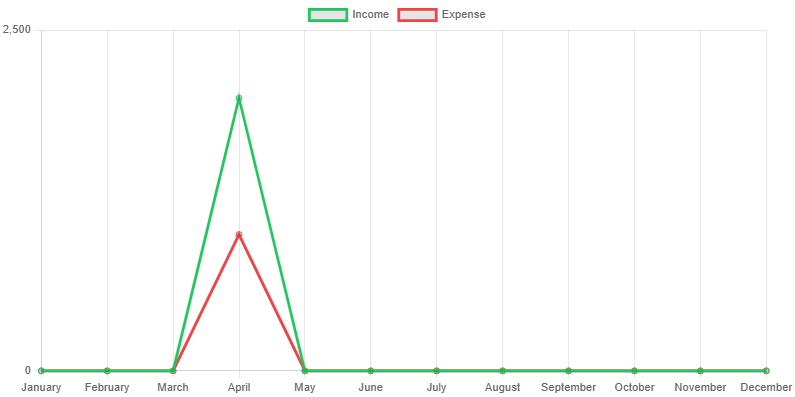 Income Expense
2,500
0
January February March April May June July August September October November December